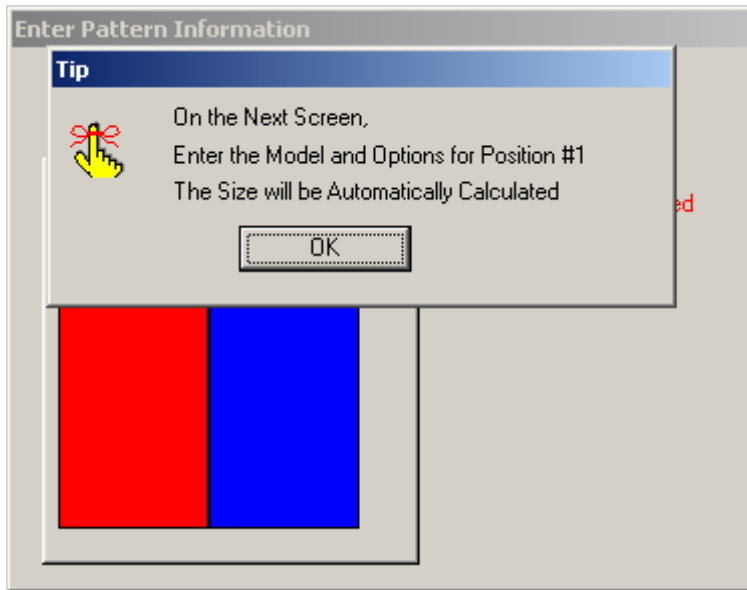 Enter Pattern Information
Tip
On the Next Screen,
Enter the Model and Options for Position #1
The Size will be Automatically Calculated
OK